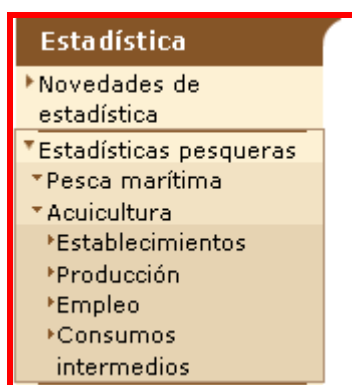 Estadística
Novedades de
estadística
Estadísticas pesqueras
Pesca marítima
Acuicultura
Establecimientos
Producción
Empleo
Consumos
intermedios